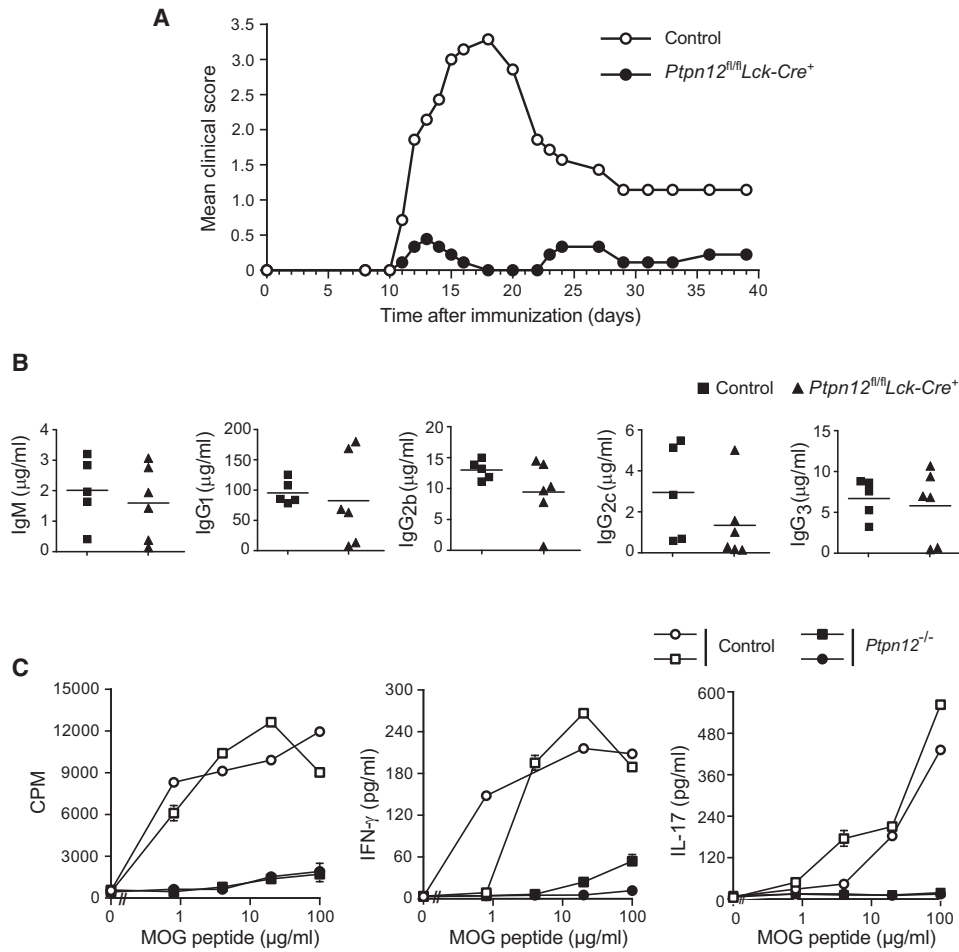 A
Mean clinical score
3.5
3.0
2.5
2.0
1.5
1.0
0.5
0
0 5 10 15 20 25 30 35 40
Time after immunization (days)
Control
Ptpn12fl/flLck-Cre+
B
Control Ptpn12fl/flLck-Cre+
IgM (μg/ml)
4
3
2
1
0
IgG1 (μg/ml)
200
150
100
50
0
IgG2b (μg/ml)
20
15
10
5
0
IgG2c (μg/ml)
6
4
2
0
IgG3 (μg/ml)
15
10
5
0
Control Ptpn12-/-
C
CPM
15000
12000
9000
6000
3000
0
0 1 10 100
MOG peptide (μg/ml)
IFN-γ (pg/ml)
300
240
180
120
60
0
0 1 10 100
MOG peptide (μg/ml)
IL-17 (pg/ml)
600
480
360
240
120
0
0 1 10 100
MOG peptide (μg/ml)